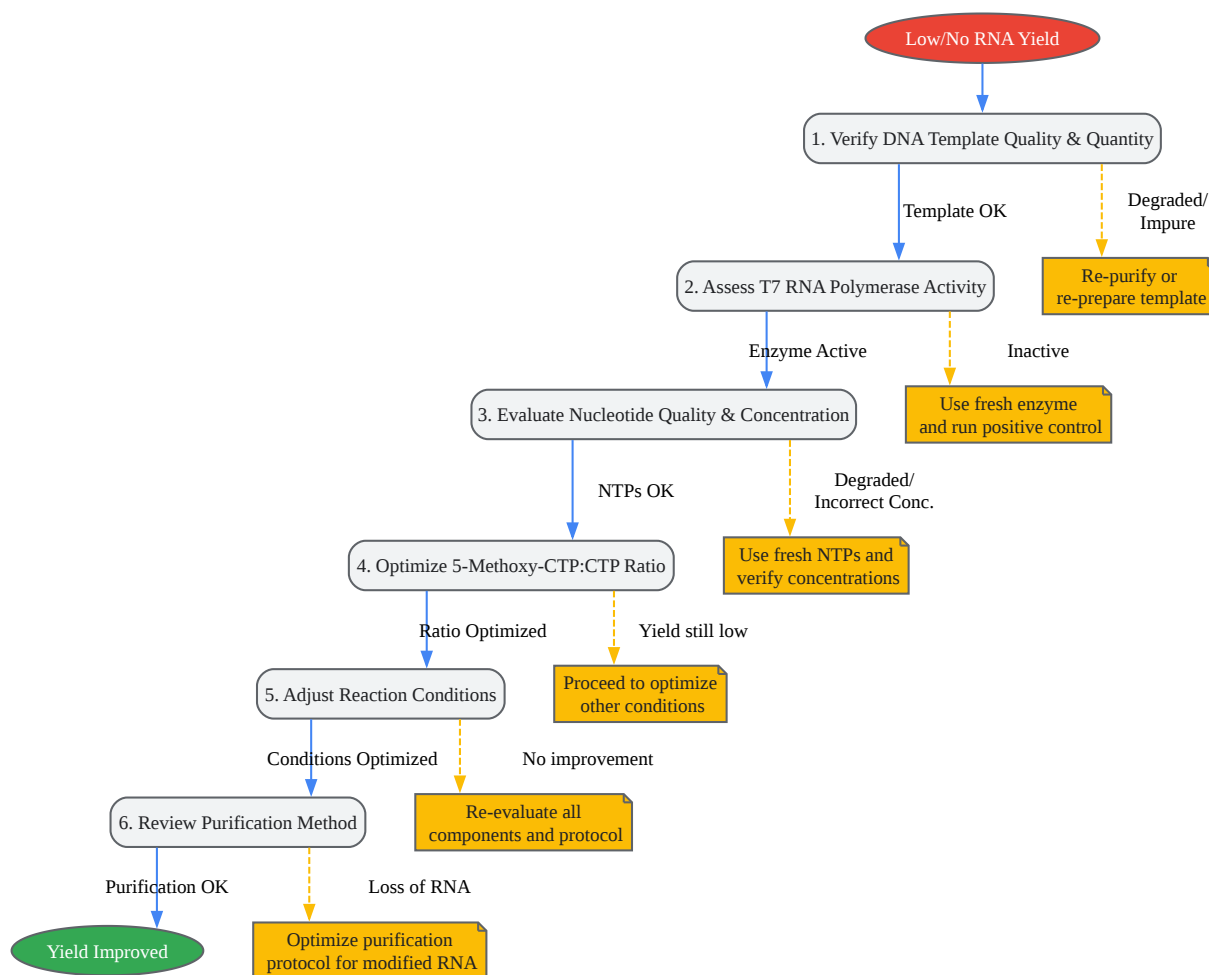 Low/No RNA Yield
1. Verify DNA Template Quality & Quantity
Template OK
Degraded/
Impure
2. Assess T7 RNA Polymerase Activity
Re-purify or
re-prepare template
Enzyme Active
Inactive
3. Evaluate Nucleotide Quality & Concentration
Use fresh enzyme
and run positive control
NTPs OK
Degraded/
Incorrect Conc.
4. Optimize 5-Methoxy-CTP:CTP Ratio
Use fresh NTPs and
verify concentrations
Ratio Optimized
Yield still low
5. Adjust Reaction Conditions
Proceed to optimize
other conditions
Conditions Optimized
No improvement
6. Review Purification Method
Re-evaluate all
components and protocol
Purification OK
Loss of RNA
Yield Improved
Optimize purification
protocol for modified RNA